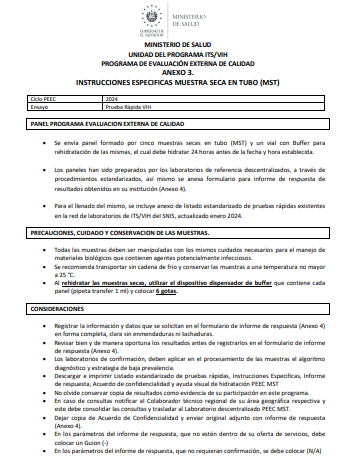 MINISTERIO
DE SALUD
GOBIERNO DE
EL SALVADOR
MINISTERIO DE SALUD
UNIDAD DEL PROGRAMA ITS/VIH
PROGRAMA DE EVALUACIÓN EXTERNA DE CALIDAD
ANEXO 3.
INSTRUCCIONES ESPECIFICAS MUESTRA SECA EN TUBO (MST)
Ciclo PEEC 2024
Ensayo Prueba Rápida VIH
PANEL PROGRAMA EVALUACION EXTERNA DE CALIDAD
• Se envía panel formado por cinco muestras secas en tubo (MST) y un vial con Buffer para
rehidratación de las mismas, el cual debe hidratar 24 horas antes de la fecha y hora establecida.
• Los paneles han sido preparados por los laboratorios de referencia descentralizados, a través de
procedimientos estandarizados, así mismo se anexa formulario para informe de respuesta de
resultados obtenidos en su institución (Anexo 4).
• Para el llenado del mismo, se incluye anexo de listado estandarizado de pruebas rápidas existentes
en la red de laboratorios de ITS/VIH del SNIS, actualizado enero 2024.
PRECAUCIONES, CUIDADO Y CONSERVACION DE LAS MUESTRAS.
• Todas las muestras deben ser manipuladas con los mismos cuidados necesarios para el manejo de
materiales biológicos que contienen agentes potencialmente infecciosos.
• Se recomienda transportar sin cadena de frio y conservar las muestras a una temperatura no mayor
a 25 °C.
• Al rehidratar las muestras secas, utilizar el dispositivo dispensador de buffer que contiene cada
panel (pipeta transfer 1 ml) y colocar 6 gotas.
CONSIDERACIONES
• Registrar la información y datos que se solicitan en el formulario de informe de respuesta (Anexo 4)
en forma completa, clara sin enmendaduras ni tachaduras.
• Revisar bien y de manera oportuna los resultados antes de registrarlos en el formulario de informe
de respuesta (Anexo 4).
• Los laboratorios de confirmación, deben aplicar en el procesamiento de las muestras el algoritmo
diagnóstico y estrategia de baja prevalencia.
• Descargar e imprimir Listado estandarizado de pruebas rápidas, Instrucciones Especificas, Informe
de respuesta, Acuerdo de confidencialidad y ayuda visual de hidratación PEEC MST
• No olvide conservar copia de resultados como evidencia de su participación en este programa.
• En caso de consultas notificar al Colaborador técnico regional de su área geográfica respectiva y
este debe consolidar las consultas y trasladar al Laboratorio descentralizado PEEC MST.
• Dejar copia de Acuerdo de Confidencialidad y enviar original adjunto con informe de respuesta
(Anexo 4).
• En los parámetros del informe de respuesta, que no estén dentro de su oferta de servicios, debe
colocar un Guion (-)
• En los parámetros del informe de respuesta, que no requieran confirmación, se debe colocar (N/A)